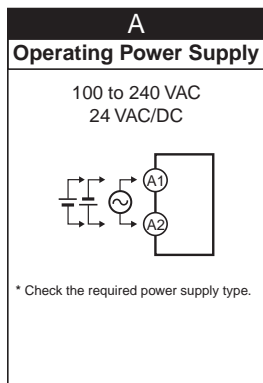 A
Operating Power Supply
100 to 240 VAC
24 VAC/DC
A1
A2
* Check the required power supply type.